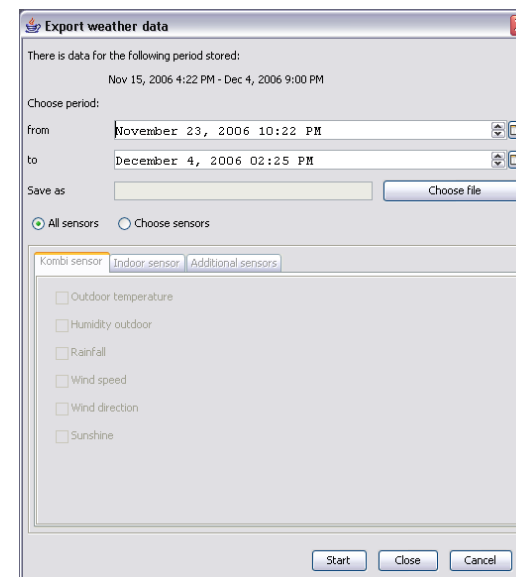 Export weather data
There is data for the following period stored:
Nov 15, 2006 4:22 PM - Dec 4, 2006 9:00 PM
Choose period:
from November 23, 2006 10:22 PM
to December 4, 2006 02:25 PM
Save as Choose file
All sensors Choose sensors
Kombi sensor Indoor sensor Additional sensors
Outdoor temperature
Humidity outdoor
Rainfall
Wind speed
Wind direction
Sunshine
Start Close Cancel